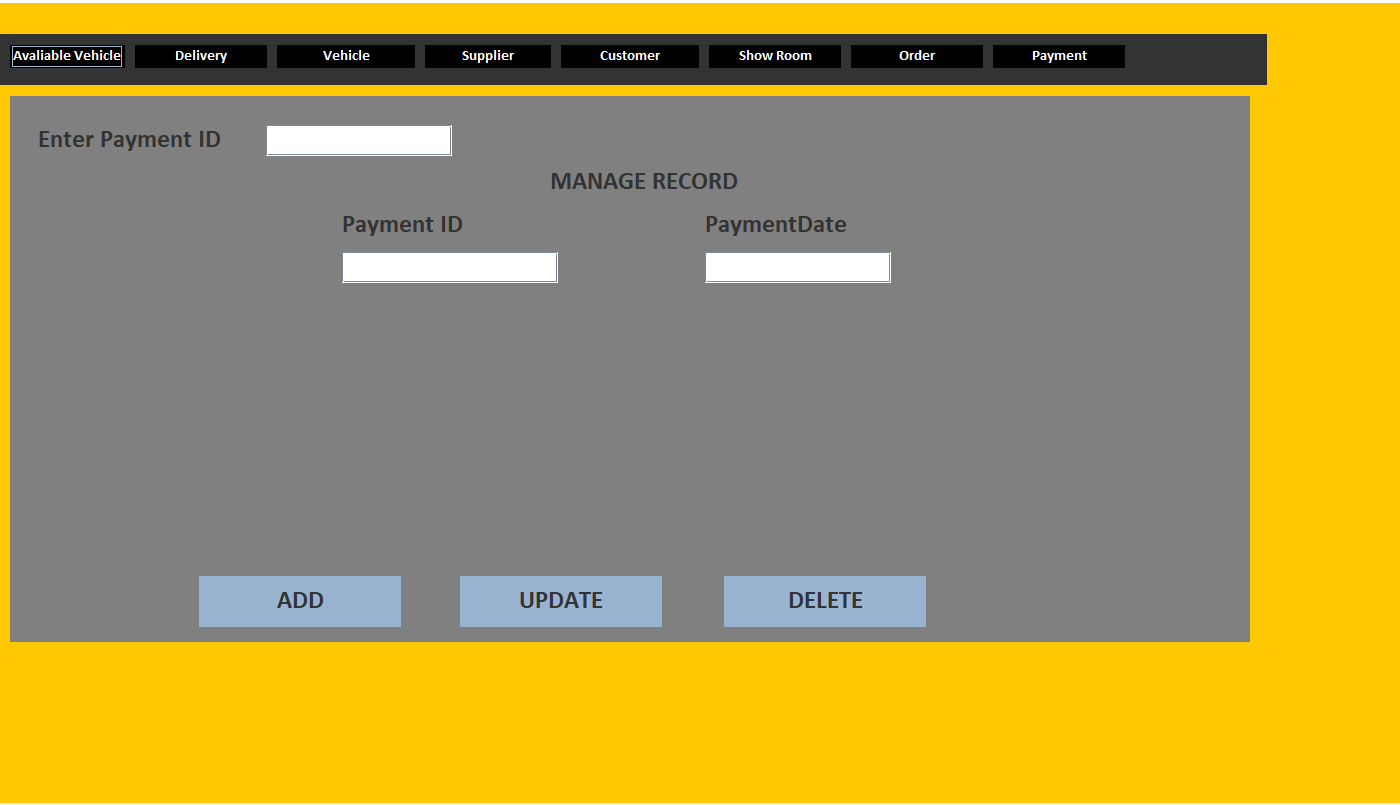 Avaliable Vehicle Delivery Vehicle Supplier Customer Show Room Order Payment
Enter Payment ID
MANAGE RECORD
Payment ID PaymentDate
ADD UPDATE DELETE